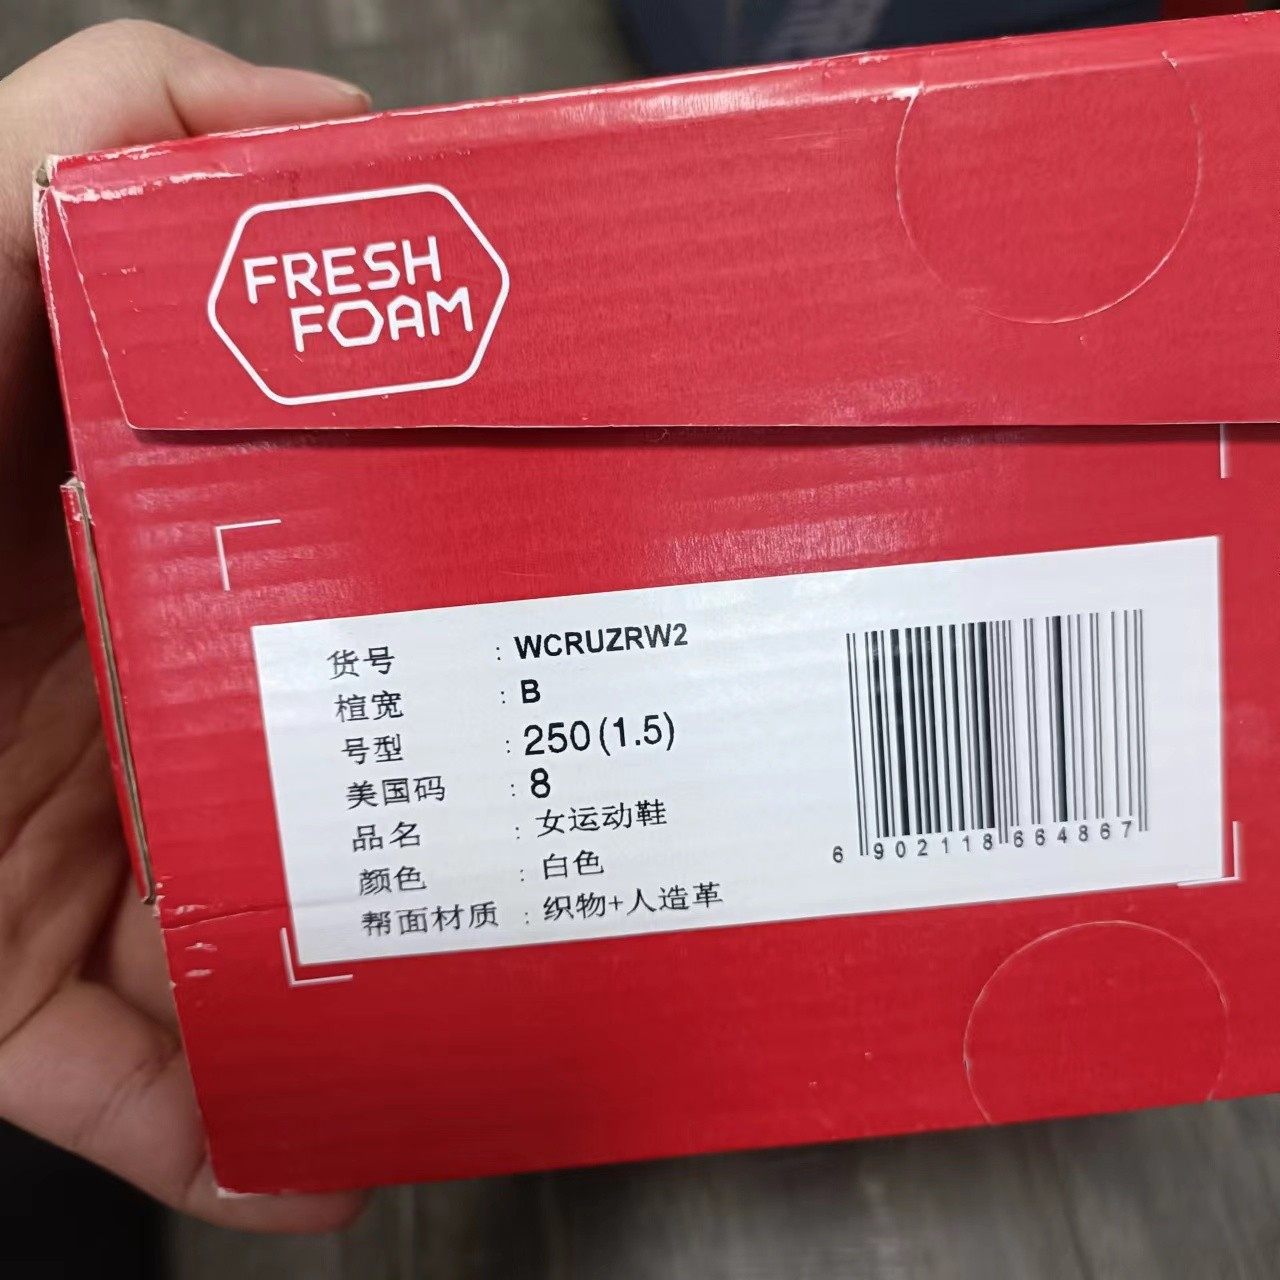 FRESH
FOAM
货号 : WCRUZRW2
楦宽 : B
号型 : 250(1.5)
美国码 : 8
品名 : 女运动鞋
颜色 : 白色
帮面材质 : 织物+人造革
6 902118 664867